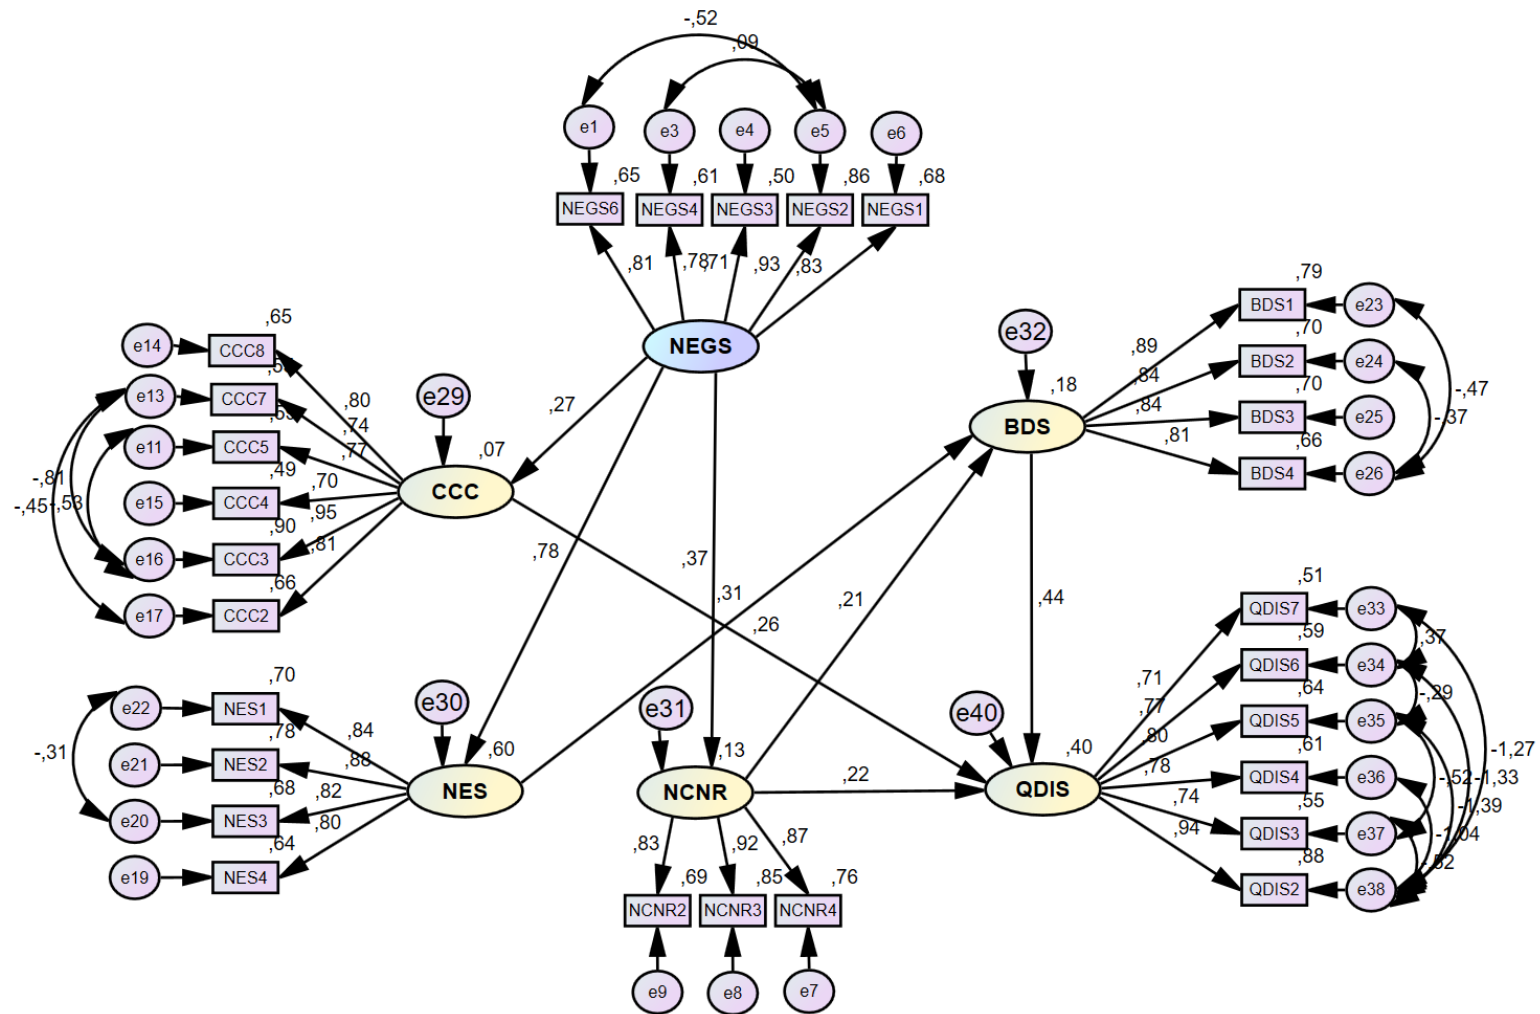 -,52
,09
e1
e3
e4
e5
e6
,65
,61
,50
,86
,68
NEGS6
NEGS4
NEGS3
NEGS2
NEGS1
,81
,78
,71
,93
,83
NEGS
,65
e14
CCC8
e13
CCC7
e11
CCC5
,49
e15
CCC4
,90
e16
CCC3
,66
e17
CCC2
-,81
-,45
-,53
,80
,74
,77
,70
,95
,81
e29
,07
CCC
,27
,78
,37
,31
,26
,21
,44
e32
,18
BDS
,89
,84
,84
,81
,79
BDS1
e23
,70
BDS2
e24
,70
BDS3
e25
,66
BDS4
e26
-,47
-,37
,70
e22
NES1
,78
e21
NES2
,68
e20
NES3
,64
e19
NES4
-,31
,84
,88
,82
,80
e30
,60
NES
e31
,13
NCNR
,22
e40
,40
QDIS
,83
,92
,87
,69
,85
,76
NCNR2
NCNR3
NCNR4
e9
e8
e7
,71
,77
,80
,78
,74
,94
,51
QDIS7
e33
,59
QDIS6
e34
,64
QDIS5
e35
,61
QDIS4
e36
,55
QDIS3
e37
,88
QDIS2
e38
,37
-,29
-,52
-1,27
-1,33
-1,39
-1,04
-,52